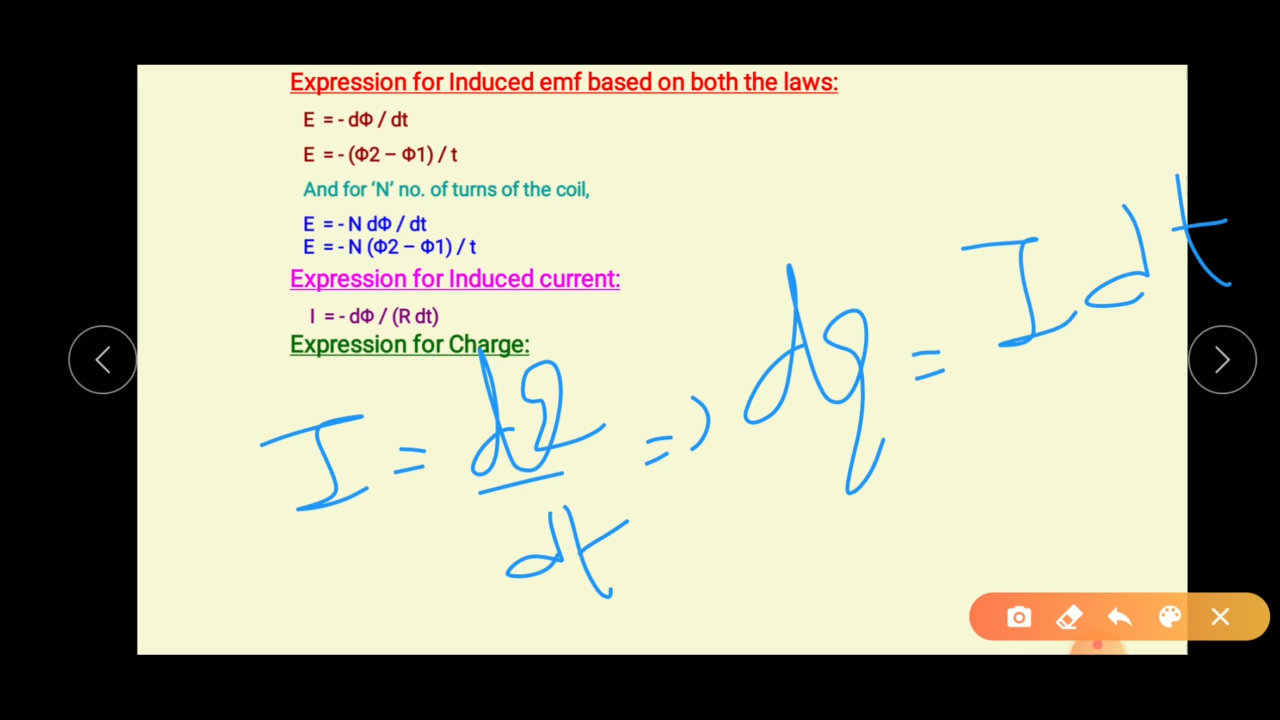 Expression for Induced emf based on both the laws:
E = - dΦ / dt
E = - (Φ2 – Φ1) / t
And for ‘N’ no. of turns of the coil,
E = - N dΦ / dt
E = - N (Φ2 – Φ1) / t
Expression for Induced current:
I = - dΦ / (R dt)
Expression for Charge:
I = dq/dt => dq = I dt